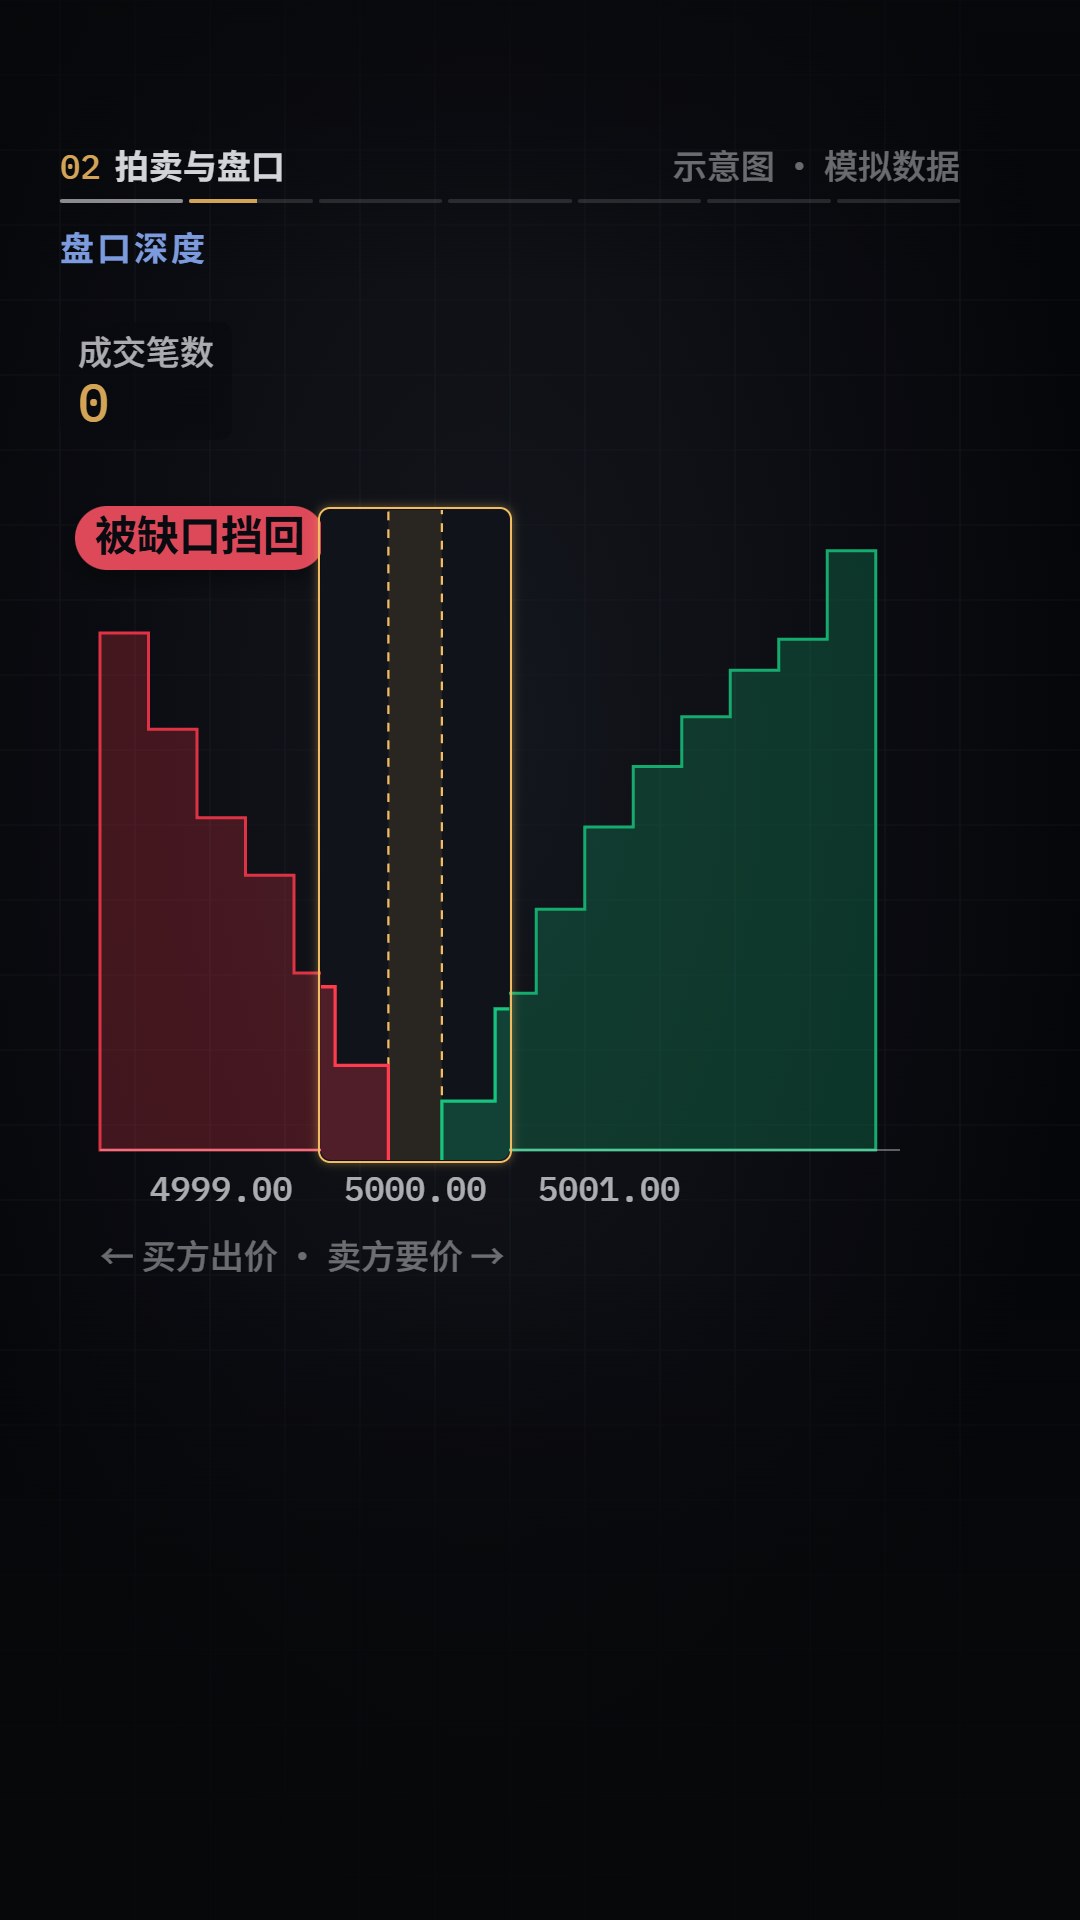 02 拍卖与盘口
示意图 · 模拟数据
盘口深度
成交笔数
0
被缺口挡回
4999.00 5000.00 5001.00
← 买方出价 · 卖方要价 →